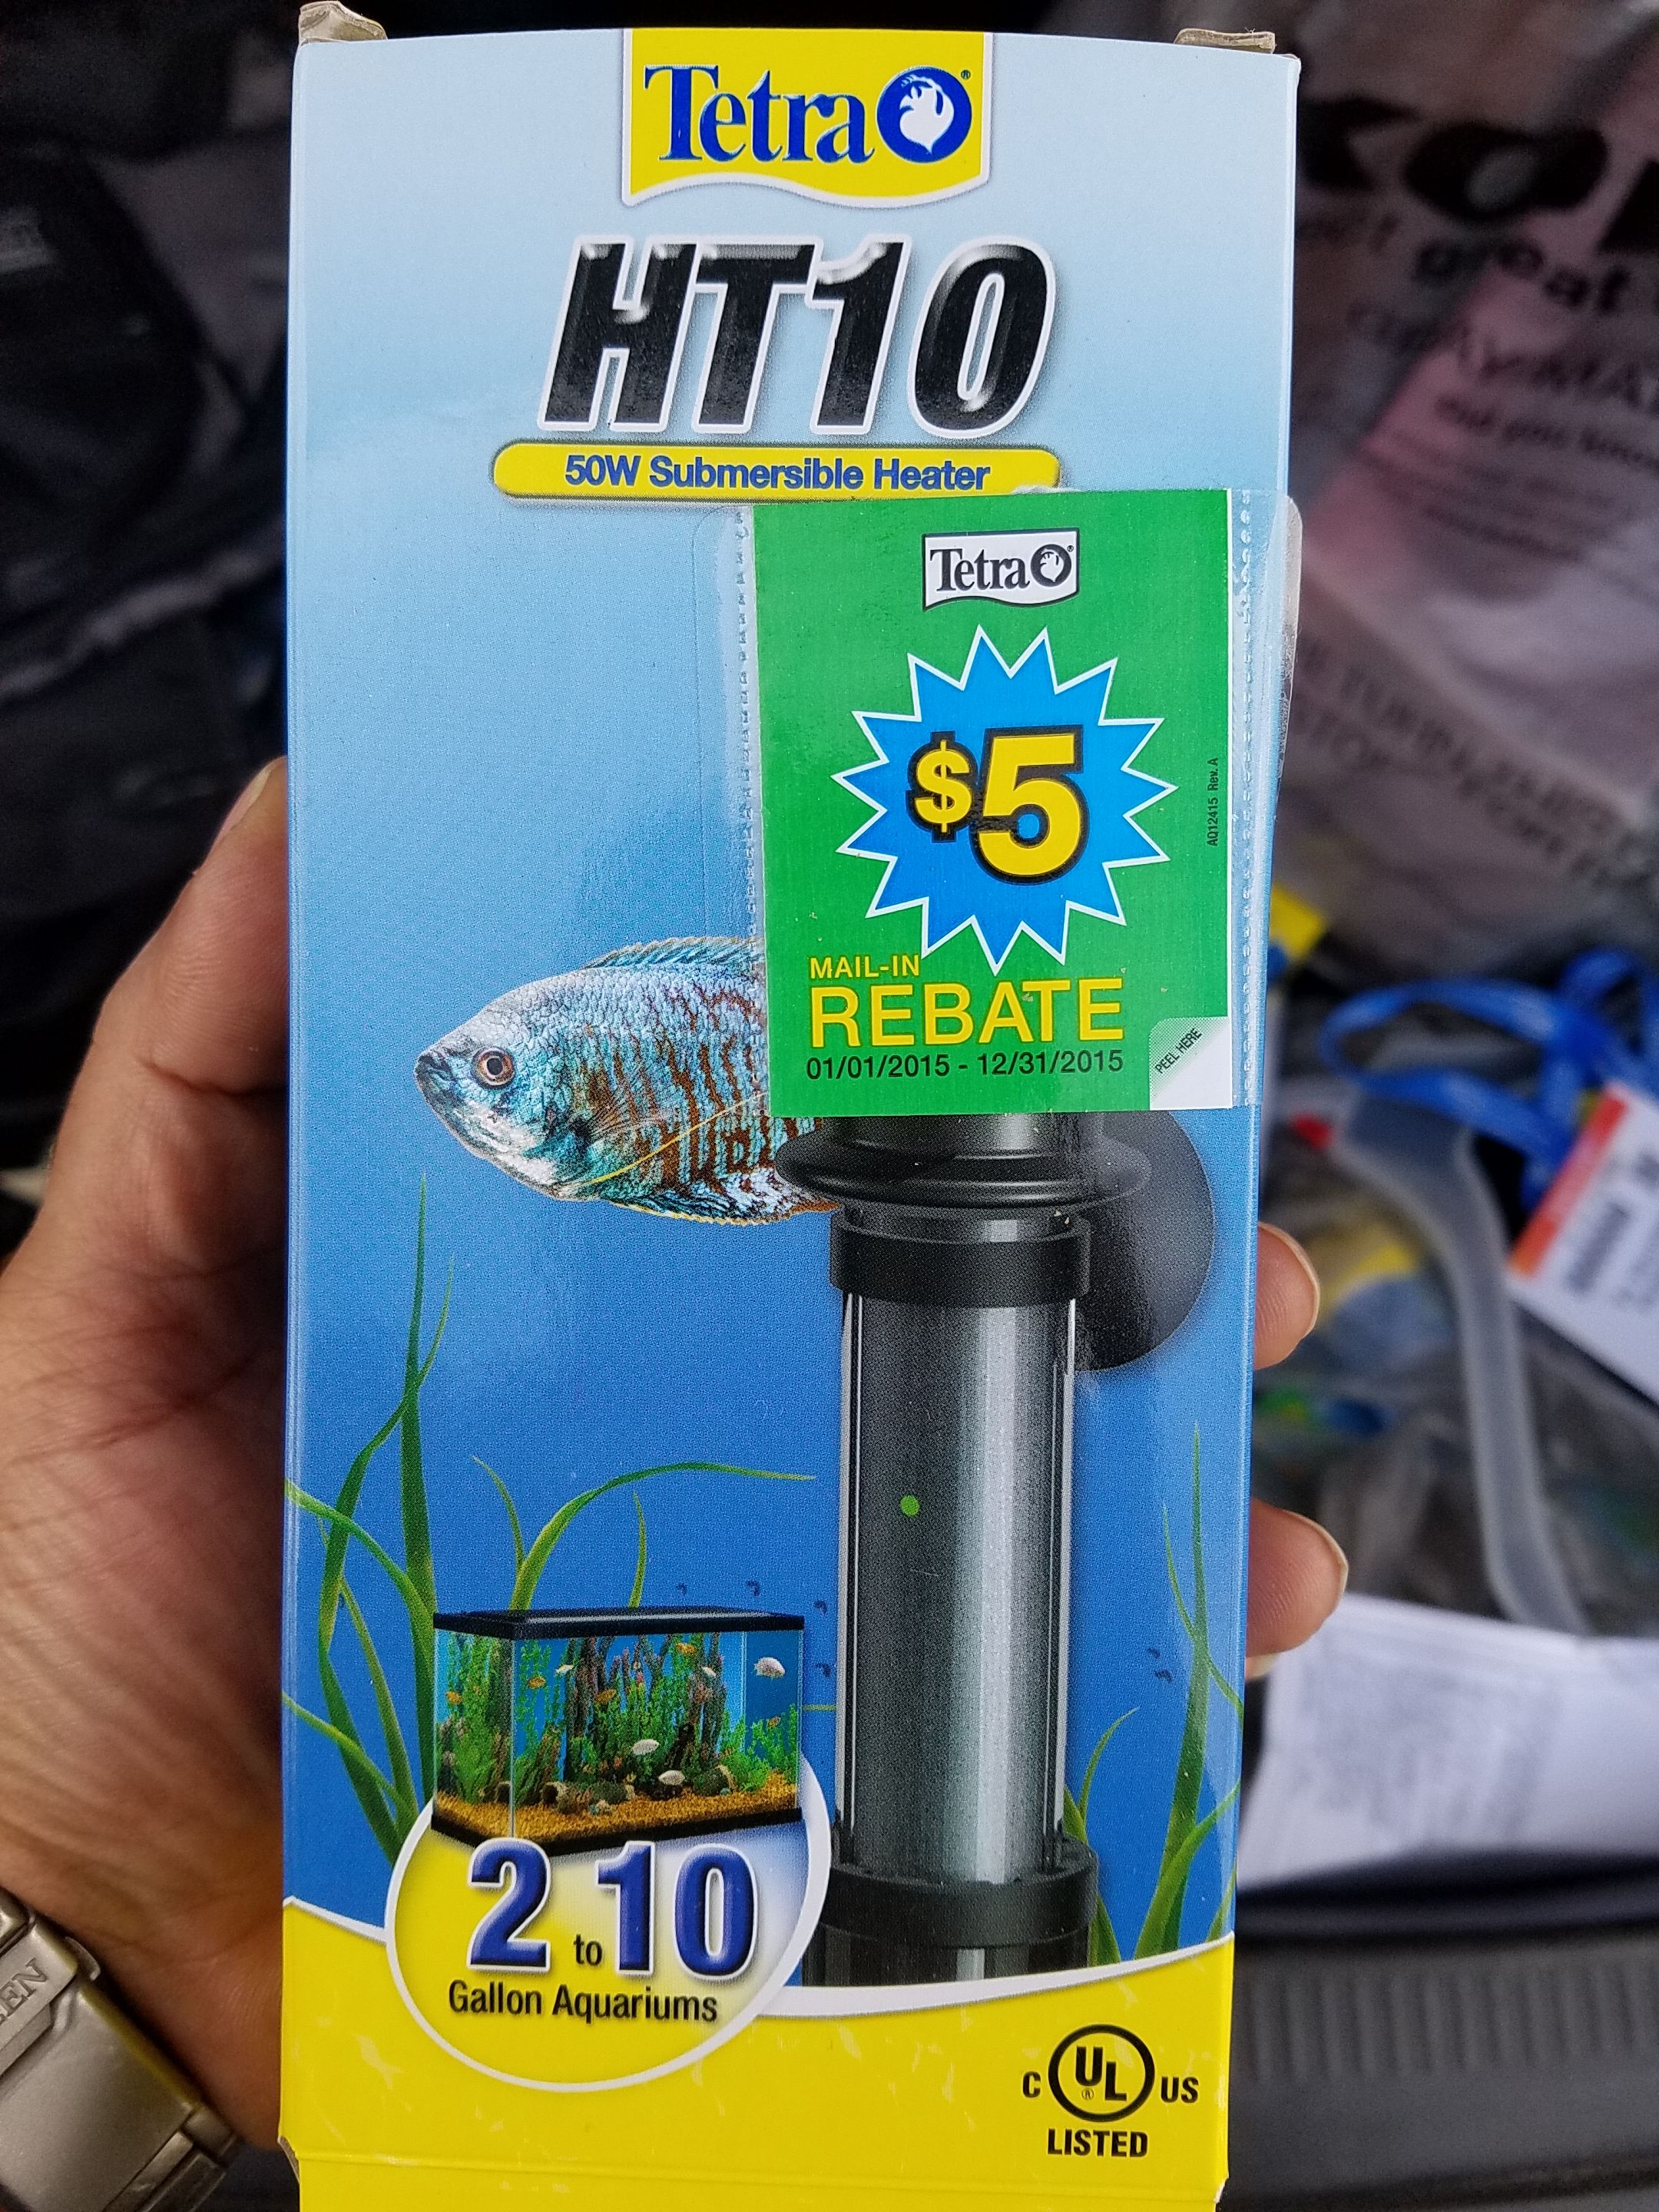 Tetra®
HT10
50W Submersible Heater
Tetra®
$5
AQ12415 Rev. A
MAIL-IN
REBATE
01/01/2015 - 12/31/2015
PEEL HERE
2 to 10
Gallon Aquariums
C UL® US
LISTED
great